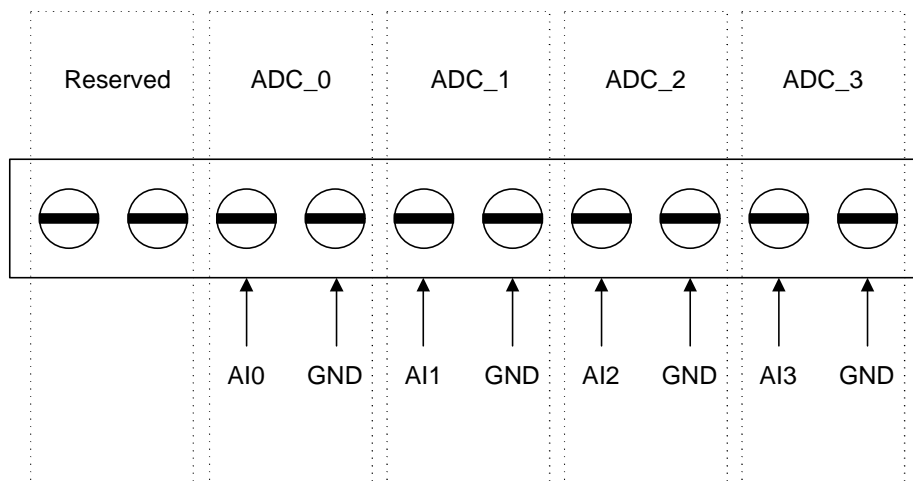 Reserved ADC_0 ADC_1 ADC_2 ADC_3
AI0 GND AI1 GND AI2 GND AI3 GND